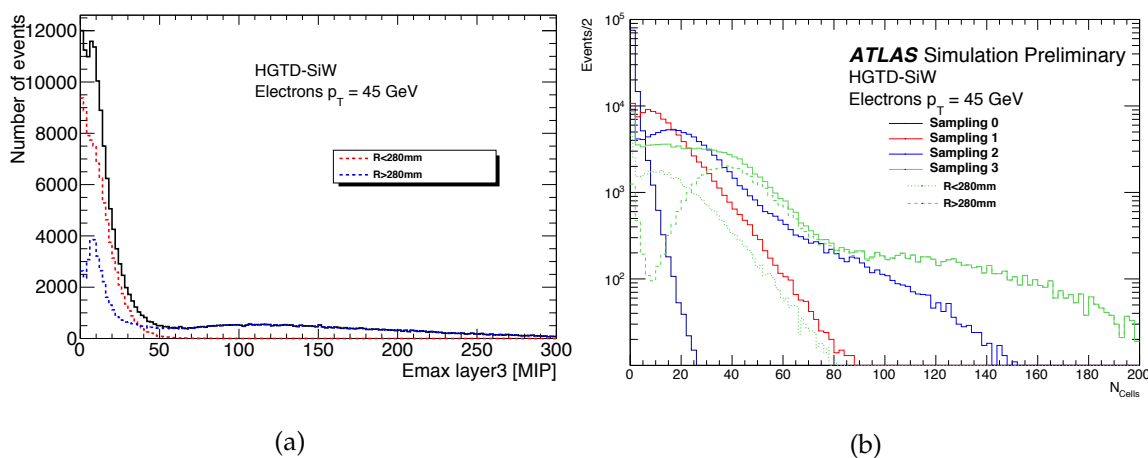 Number of events
12000
10000
8000
6000
4000
2000
0
HGTD-SiW
Electrons p_T = 45 GeV
R<280mm
R>280mm
0 50 100 150 200 250 300
Emax layer3 [MIP]
(a)
Events/2
10^5
10^4
10^3
10^2
ATLAS Simulation Preliminary
HGTD-SiW
Electrons p_T = 45 GeV
Sampling 0
Sampling 1
Sampling 2
Sampling 3
R<280mm
R>280mm
0 20 40 60 80 100 120 140 160 180 200
N_Cells
(b)